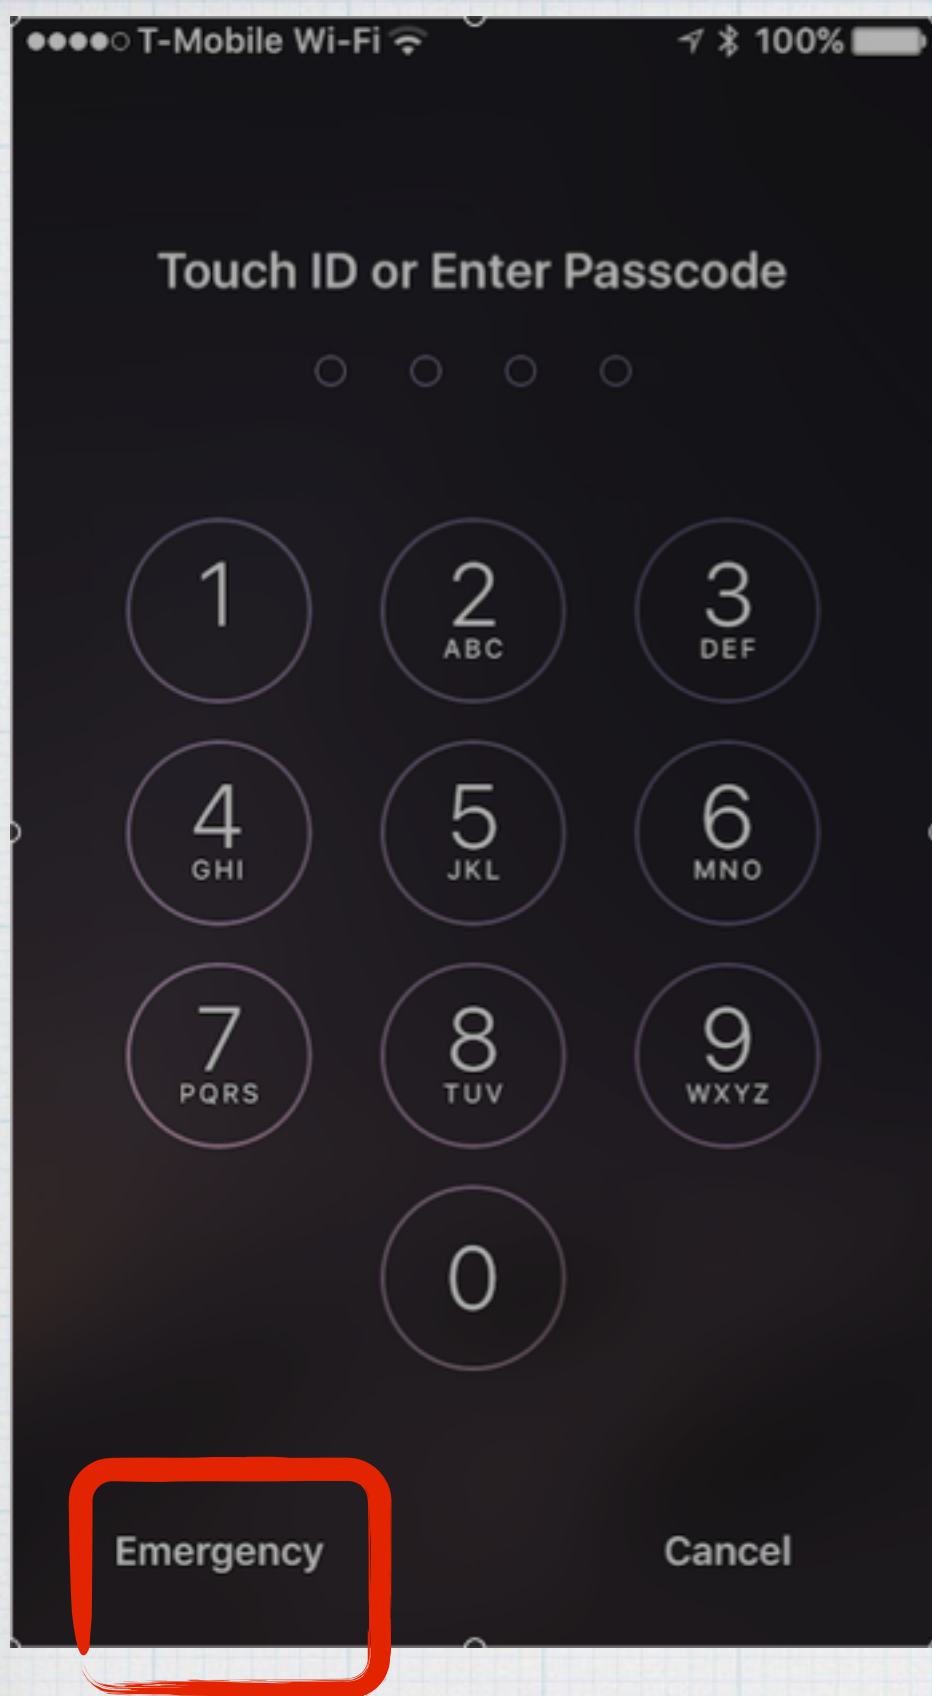 T-Mobile Wi-Fi 100%
Touch ID or Enter Passcode
1 2 3
ABC DEF
4 5 6
GHI JKL MNO
7 8 9
PQRS TUV WXYZ
0
Emergency Cancel